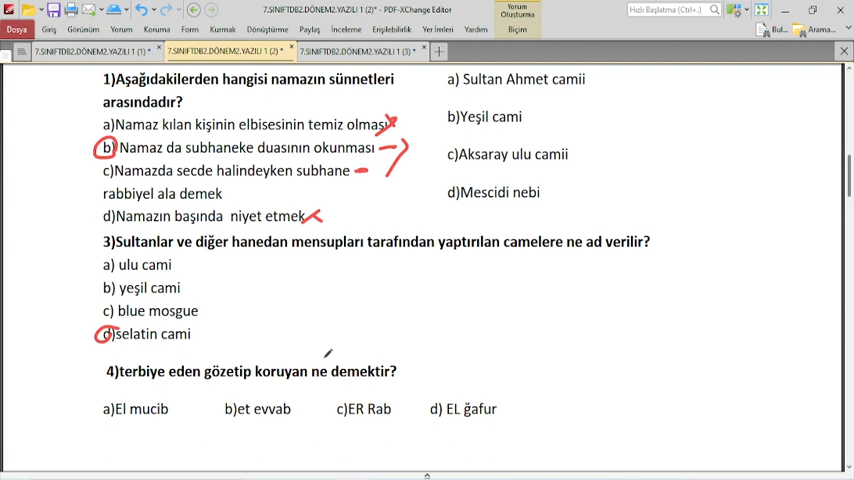 Dosya
7.SINIFTDB2.DÖNEM2.YAZILI 1 (2)* - PDF-XChange Editor
Yorum Oluşturma
Biçim
Hızlı Başlatma (Ctrl+.)
Giriş Görünüm Yorum Koruma Form Kurmak Dönüştürme Paylaş İnceleme Erişilebilirlik Yer İmleri Yardım
Bul... Arama...
7.SINIFTDB2.DÖNEM2.YAZILI 1 (1) *
7.SINIFTDB2.DÖNEM2.YAZILI 1 (2) *
7.SINIFTDB2.DÖNEM2.YAZILI 1 (3) *
1)Aşağıdakilerden hangisi namazın sünnetleri
arasındadır?
a)Namaz kılan kişinin elbisesinin temiz olması
b) Namaz da subhaneke duasının okunması
c)Namazda secde halindeyken subhane
rabbiyel ala demek
d)Namazın başında niyet etmek
a) Sultan Ahmet camii
b)Yeşil cami
c)Aksaray ulu camii
d)Mescidi nebi
3)Sultanlar ve diğer hanedan mensupları tarafından yaptırılan camelere ne ad verilir?
a) ulu cami
b) yeşil cami
c) blue mosgue
d)selatin cami
4)terbiye eden gözetip koruyan ne demektir?
a)El mucib b)et evvab c)ER Rab d) EL ğafur